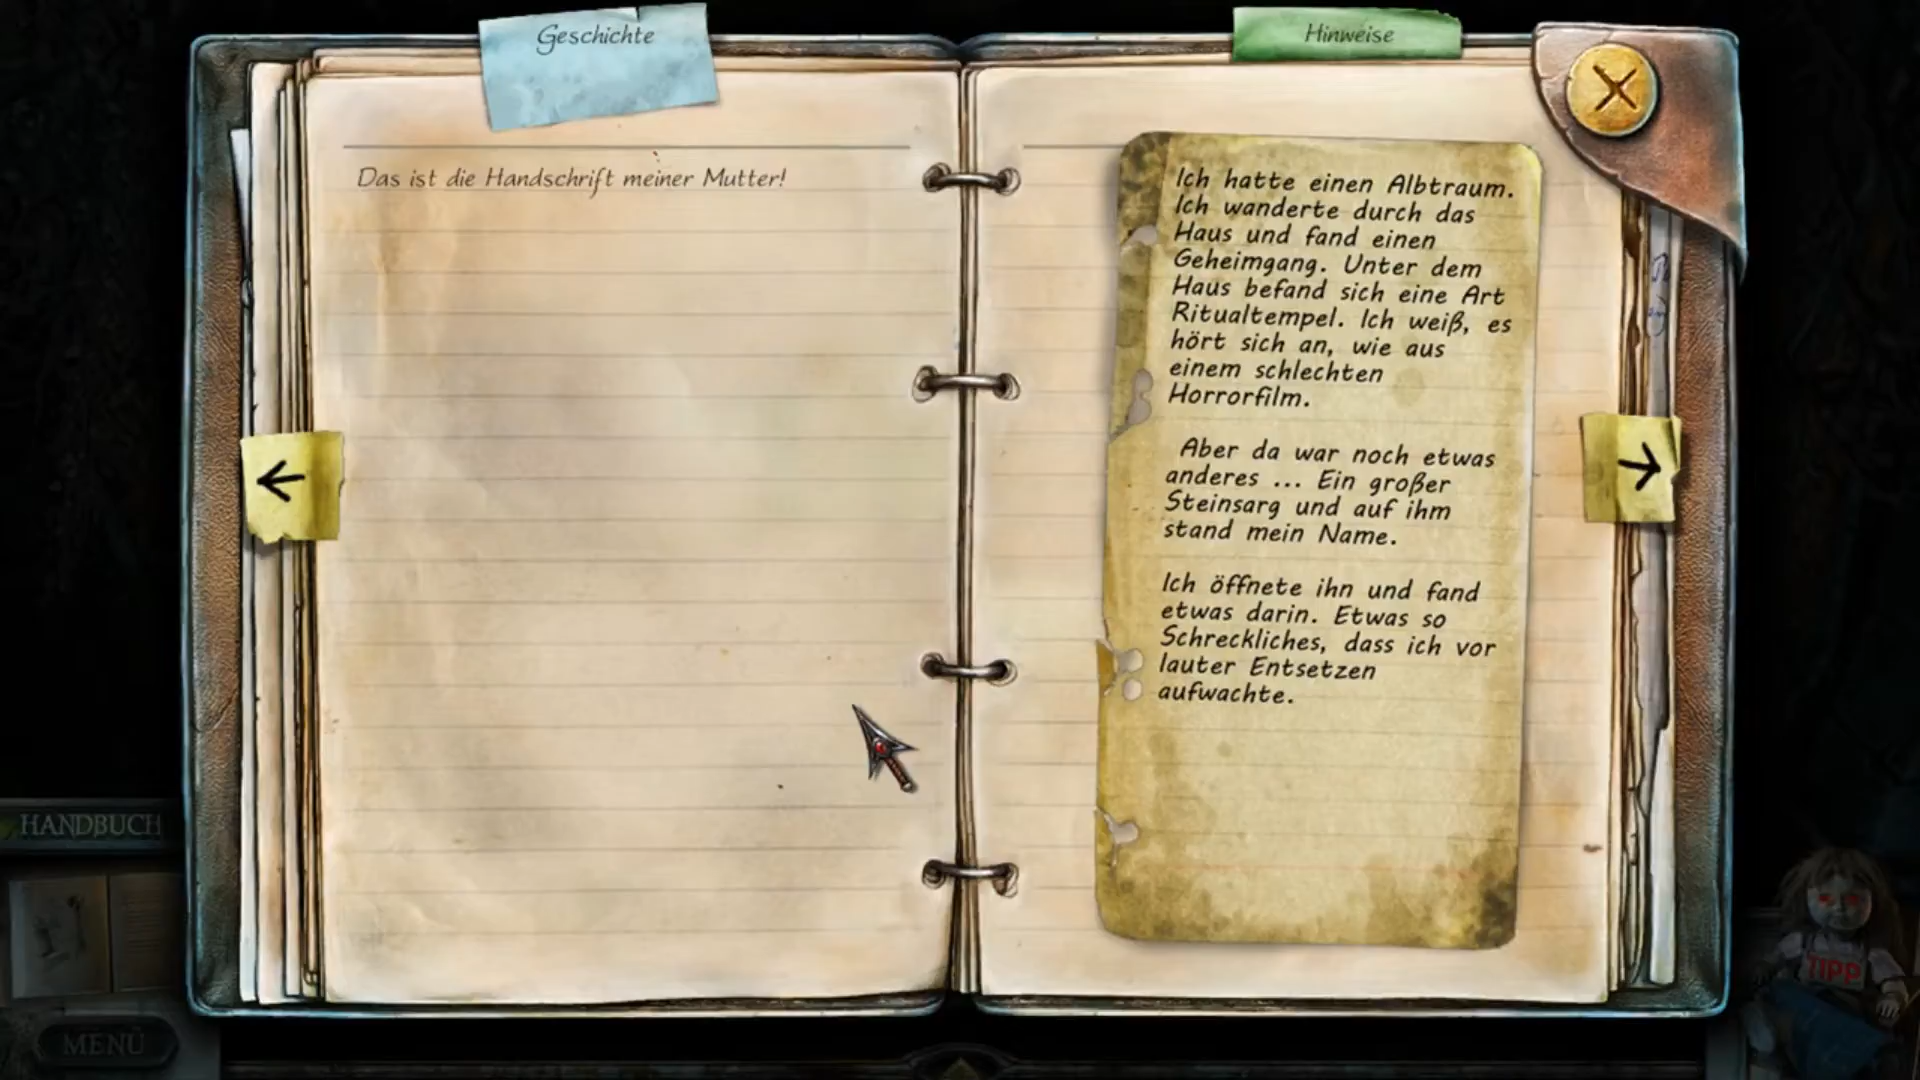 Geschichte
Das ist die Handschrift meiner Mutter!
Hinweise
Ich hatte einen Albtraum.
Ich wanderte durch das
Haus und fand einen
Geheimgang. Unter dem
Haus befand sich eine Art
Ritualtempel. Ich weiß, es
hört sich an, wie aus
einem schlechten
Horrorfilm.
Aber da war noch etwas
anderes ... Ein großer
Steinsarg und auf ihm
stand mein Name.
Ich öffnete ihn und fand
etwas darin. Etwas so
Schreckliches, dass ich vor
lauter Entsetzen
aufwachte.
HANDBUCH
MENÜ
TIPP